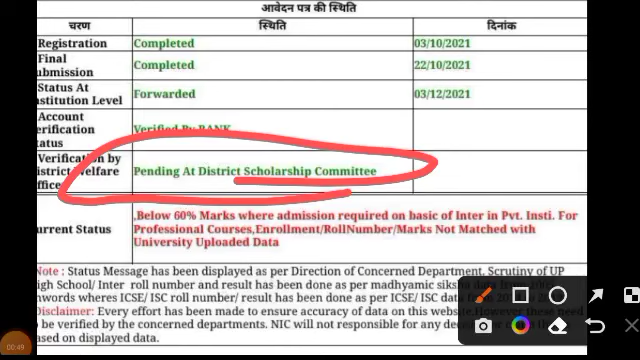 आवेदन पत्र की स्थिति
चरण स्थिति दिनांक
Registration Completed 03/10/2021
Final Completed 22/10/2021
ubmission
Status At Forwarded 03/12/2021
nstitution Level
Account
erification Verified By BANK
tatus
Verification by
istrict Welfare Pending At District Scholarship Committee
ffice
,Below 60% Marks where admission required on basic of Inter in Pvt. Insti. For
urrent Status Professional Courses,Enrollment/RollNumber/Marks Not Matched with
University Uploaded Data
Note : Status Message has been displayed as per Direction of Concerned Department. Scrutiny of UP
igh School/ Inter roll number and result has been done as per madhyamic siksha
nwords wheres ICSE/ ISC roll number/ result has been done as per ICSE/ ISC
Disclaimer: Every effort has been made to ensure accuracy of data on this website.However these need
o be verified by the concerned departments. NIC will not responsible for any
ased on displayed data.
00:49